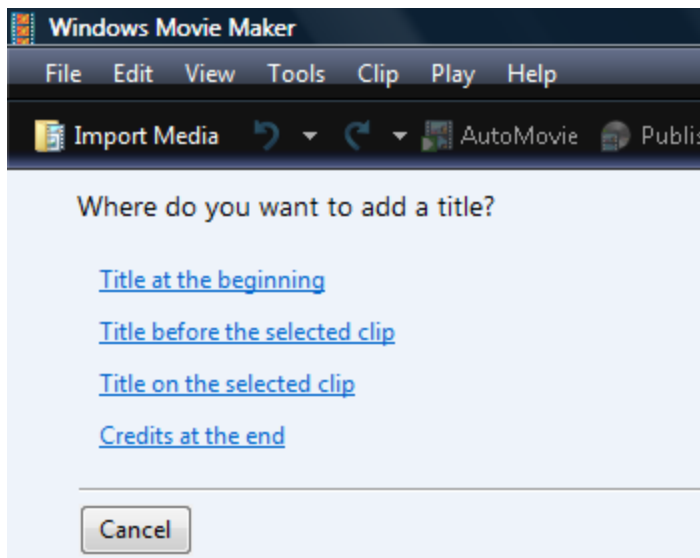 Windows Movie Maker
File Edit View Tools Clip Play Help
Import Media AutoMovie
Where do you want to add a title?
Title at the beginning
Title before the selected clip
Title on the selected clip
Credits at the end
Cancel